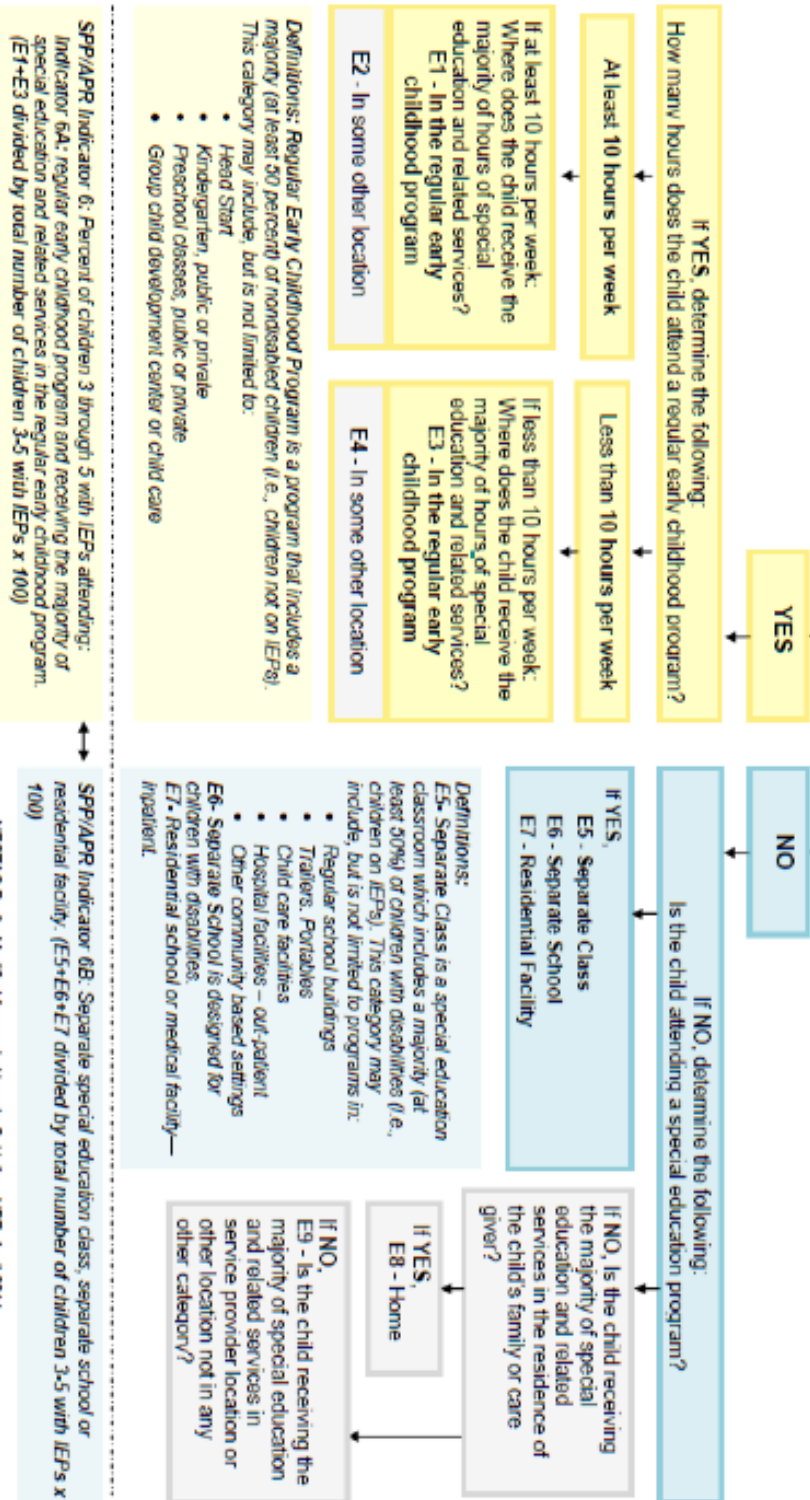 YES
If YES, determine the following:
How many hours does the child attend a regular early childhood program?
At least 10 hours per week
Less than 10 hours per week
If at least 10 hours per week:
Where does the child receive the
majority of hours of special
education and related services?
E1 - In the regular early
childhood program
E2 - In some other location
If less than 10 hours per week:
Where does the child receive the
majority of hours of special
education and related services?
E3 - In the regular early
childhood program
E4 - In some other location
Definitions: Regular Early Childhood Program is a program that includes a
majority (at least 50 percent) of nondisabled children (i.e., children not on IEPs).
This category may include, but is not limited to:
• Head Start
• Kindergarten, public or private
• Preschool classes, public or private
• Group child development center or child care
NO
If NO, determine the following:
Is the child attending a special education program?
If YES,
E5 - Separate Class
E6 - Separate School
E7 - Residential Facility
Definitions:
E5- Separate Class is a special education
classroom which includes a majority (at
least 50%) of children with disabilities (i.e.,
children on IEPs). This category may
include, but is not limited to programs in:
• Regular school buildings
• Trailers, Portables
• Child care facilities
• Hospital facilities – out-patient
• Other community based settings
E6- Separate School is designed for
children with disabilities.
E7- Residential school or medical facility—
inpatient.
If NO, Is the child receiving
the majority of special
education and related
services in the residence of
the child's family or care
giver?
If YES,
E8 - Home
If NO,
E9 - Is the child receiving the
majority of special education
and related services in
service provider location or
other location not in any
other category?
SPP/APR Indicator 6: Percent of children 3 through 5 with IEPs attending:
Indicator 6A: regular early childhood program and receiving the majority of
special education and related services in the regular early childhood program.
(E1+E3 divided by total number of children 3-5 with IEPs x 100)
SPP/APR Indicator 6B: Separate special education class, separate school or
residential facility. (E5+E6+E7 divided by total number of children 3-5 with IEPs x
100)